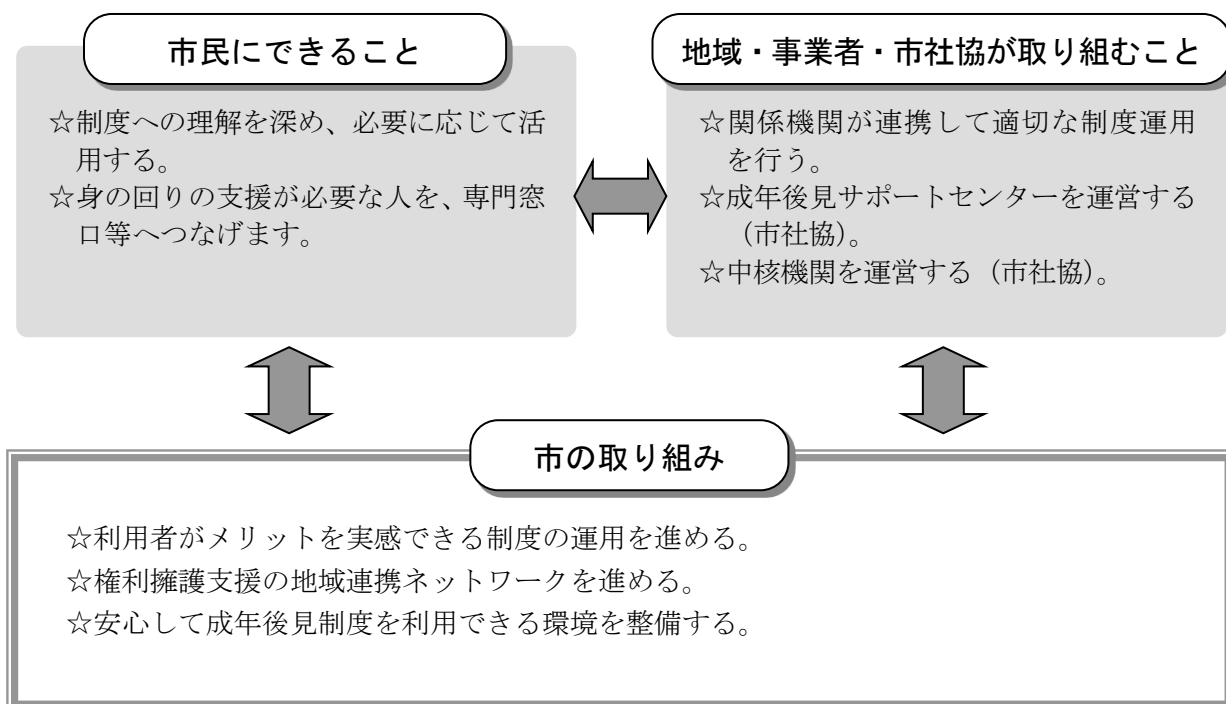 市民にできること
☆制度への理解を深め、必要に応じて活
用する。
☆身の回りの支援が必要な人を、専門窓
口等へつなげます。
地域・事業者・市社協が取り組むこと
☆関係機関が連携して適切な制度運用
を行う。
☆成年後見サポートセンターを運営する
（市社協）。
☆中核機関を運営する（市社協）。
市の取り組み
☆利用者がメリットを実感できる制度の運用を進める。
☆権利擁護支援の地域連携ネットワークを進める。
☆安心して成年後見制度を利用できる環境を整備する。